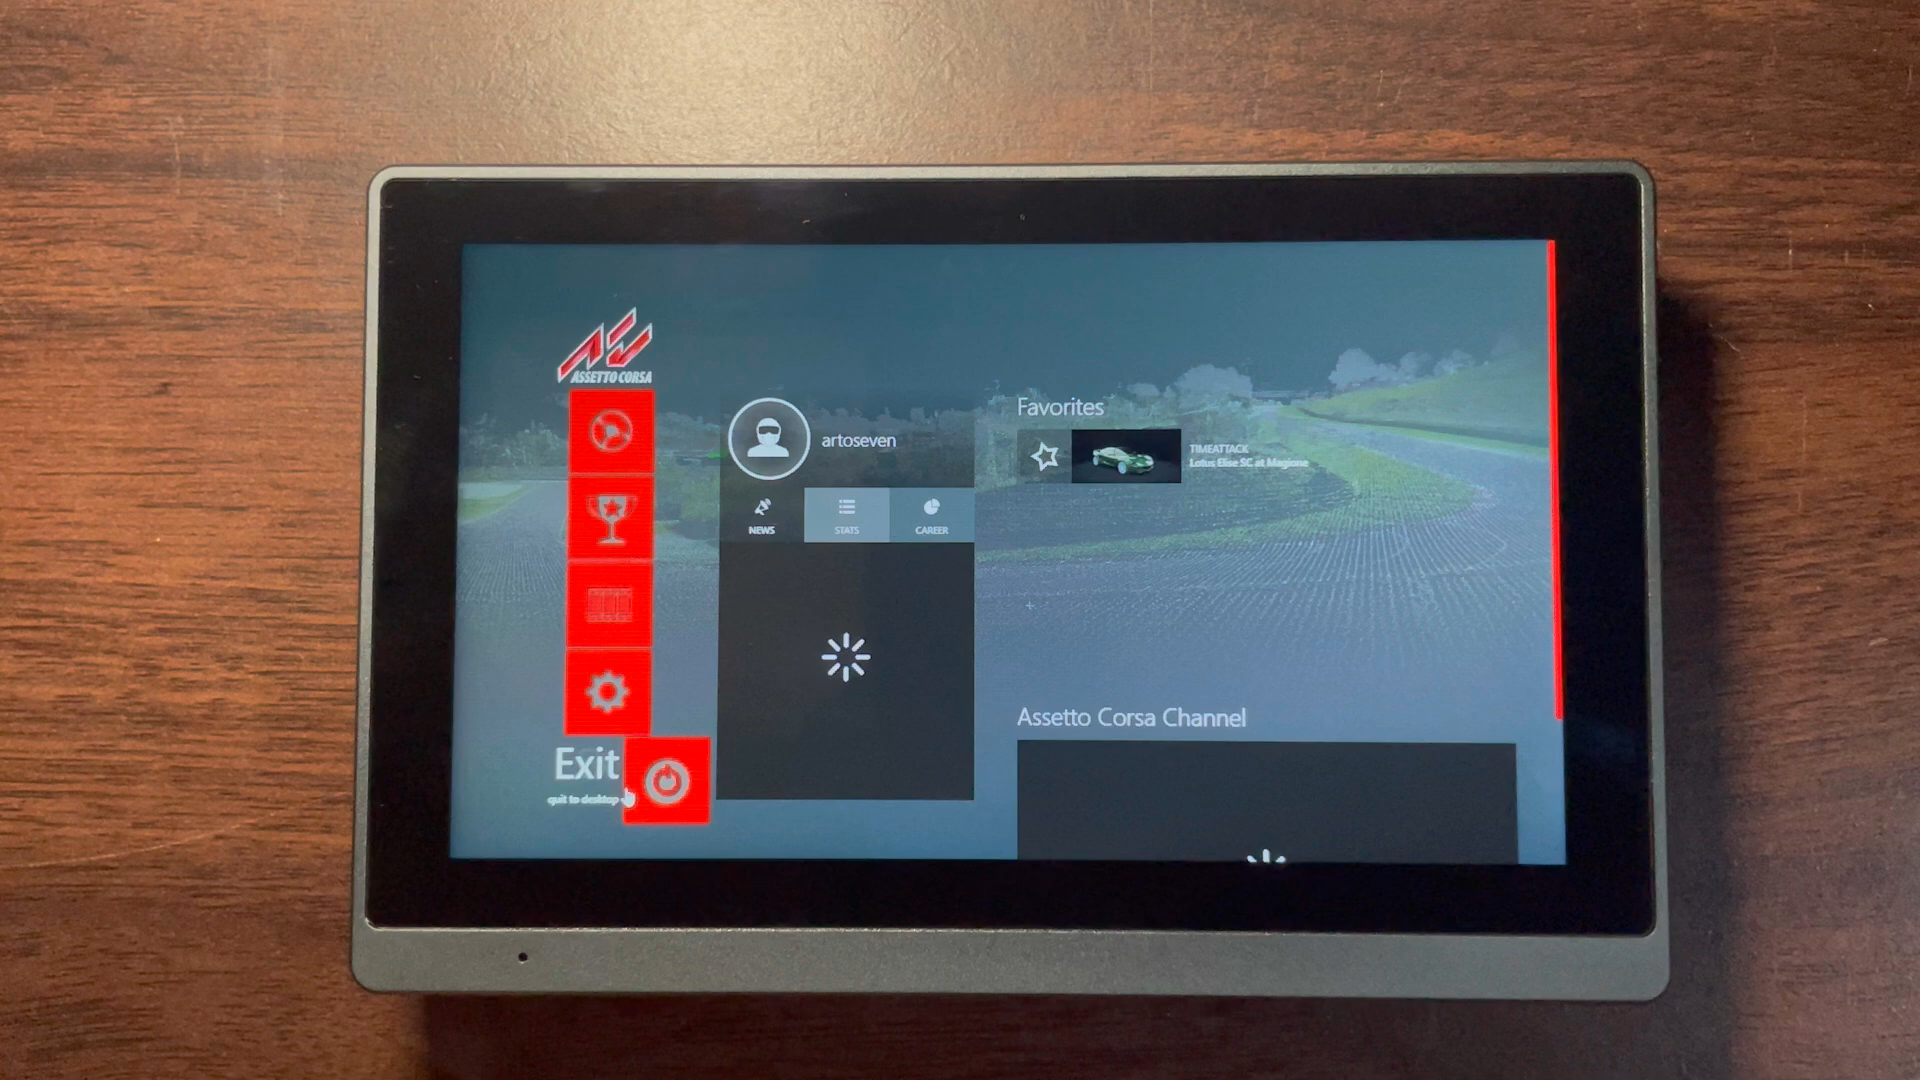 ASSETTO CORSA
artoseven
NEWS
STATS
CAREER
Favorites
TIMEATTACK
Lotus Elise SC at Magione
Exit
quit to desktop
Assetto Corsa Channel